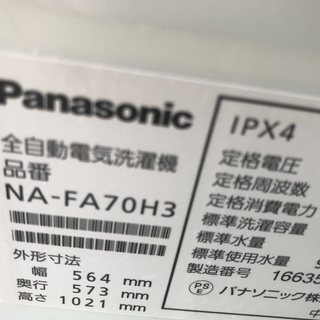 Panasonic
全自動電気洗濯機
品番
NA-FA70H3
外形寸法
幅 564 mm
奥行 573 mm
高さ 1021 mm
IPX4
定格電圧
定格周波数
定格消費電力
標準洗濯容量
標準水量
標準使用水量
製造番号 16635
PS E パナソニック株
中